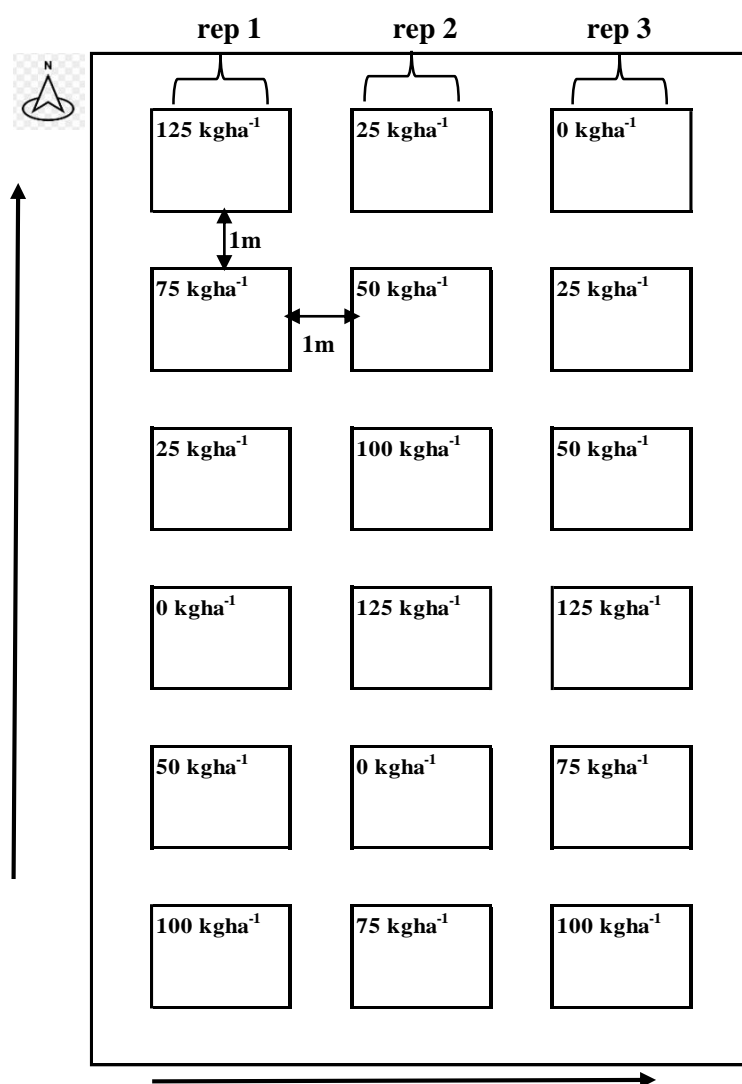 rep 1 rep 2 rep 3
N
125 kgha⁻¹ 25 kgha⁻¹ 0 kgha⁻¹
1m
75 kgha⁻¹ 50 kgha⁻¹ 25 kgha⁻¹
1m
25 kgha⁻¹ 100 kgha⁻¹ 50 kgha⁻¹
0 kgha⁻¹ 125 kgha⁻¹ 125 kgha⁻¹
50 kgha⁻¹ 0 kgha⁻¹ 75 kgha⁻¹
100 kgha⁻¹ 75 kgha⁻¹ 100 kgha⁻¹